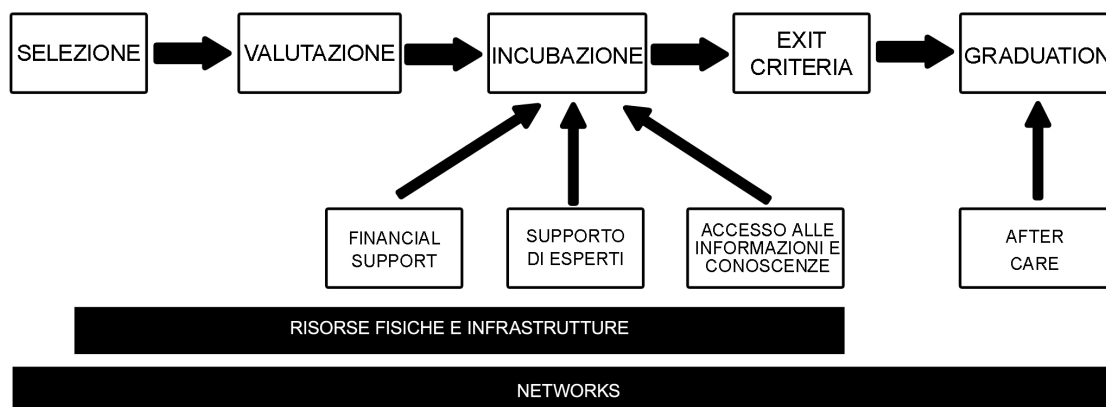 SELEZIONE
VALUTAZIONE
INCUBAZIONE
EXIT
CRITERIA
GRADUATION
FINANCIAL
SUPPORT
SUPPORTO
DI ESPERTI
ACCESSO ALLE
INFORMAZIONI E
CONOSCENZE
AFTER
CARE
RISORSE FISICHE E INFRASTRUTTURE
NETWORKS